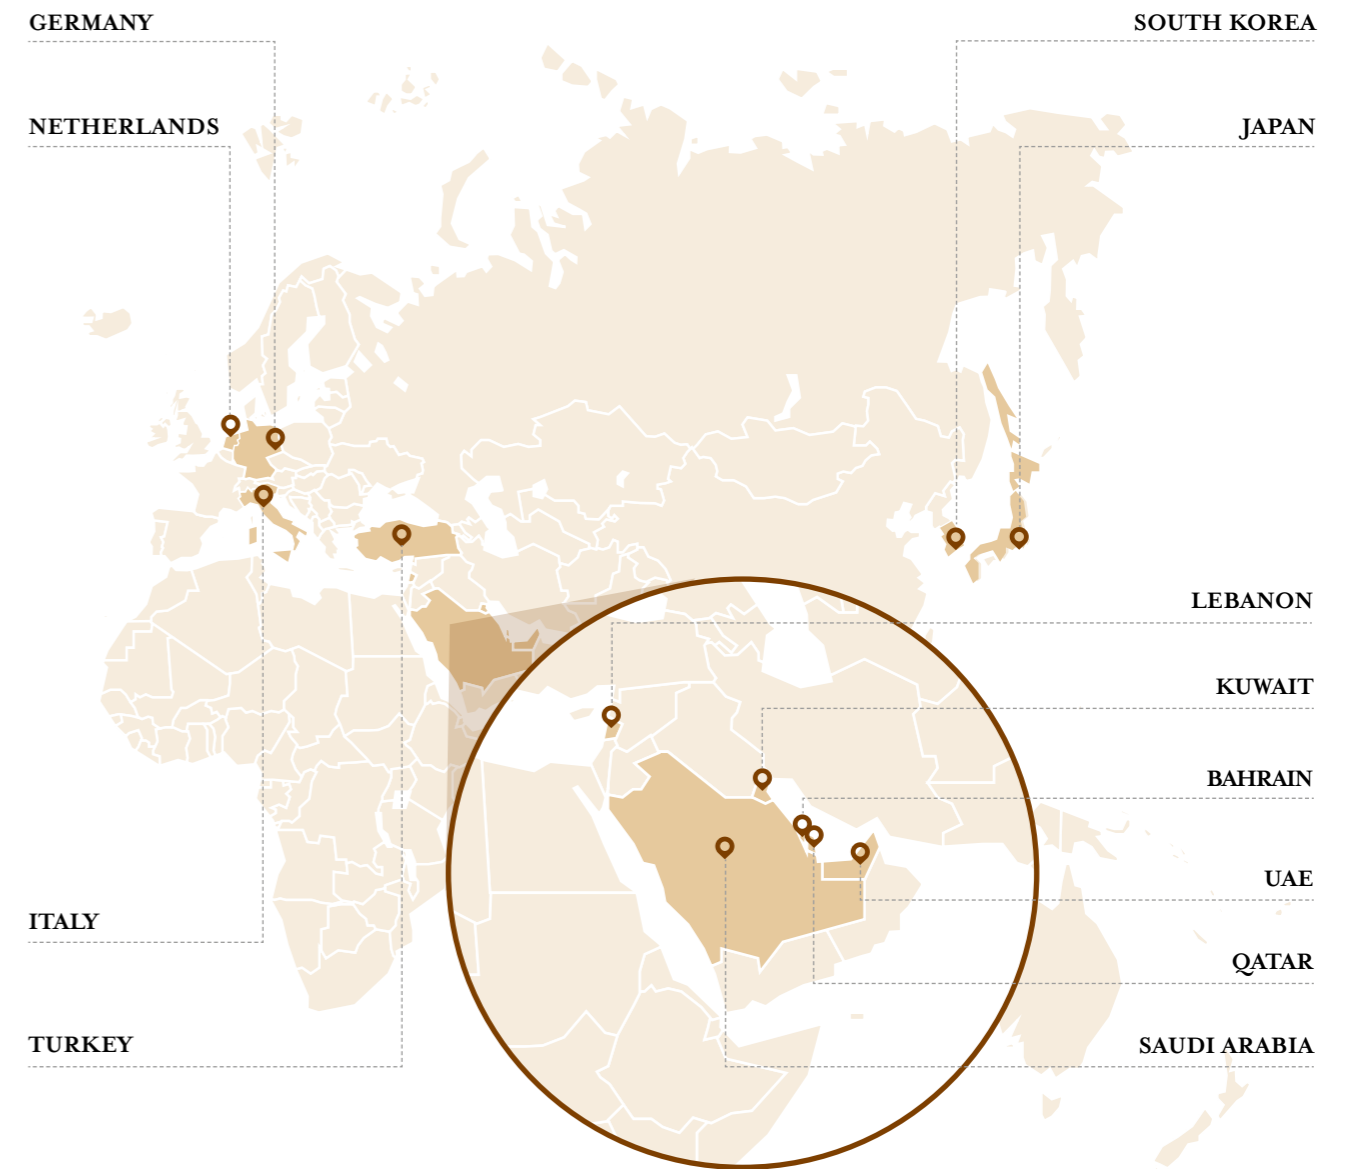 GERMANY
SOUTH KOREA
NETHERLANDS
JAPAN
LEBANON
KUWAIT
BAHRAIN
UAE
ITALY
QATAR
TURKEY
SAUDI ARABIA